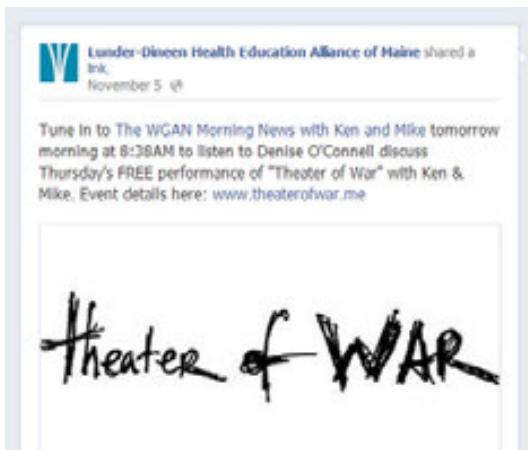 Lunder-Dineen Health Education Alliance of Maine shared a
link.
November 5
Tune in to The WGAN Morning News with Ken and Mike tomorrow
morning at 8:38AM to listen to Denise O'Connell discuss
Thursday's FREE performance of "Theater of War" with Ken &
Mike. Event details here: www.theaterofwar.me
theater of WAR